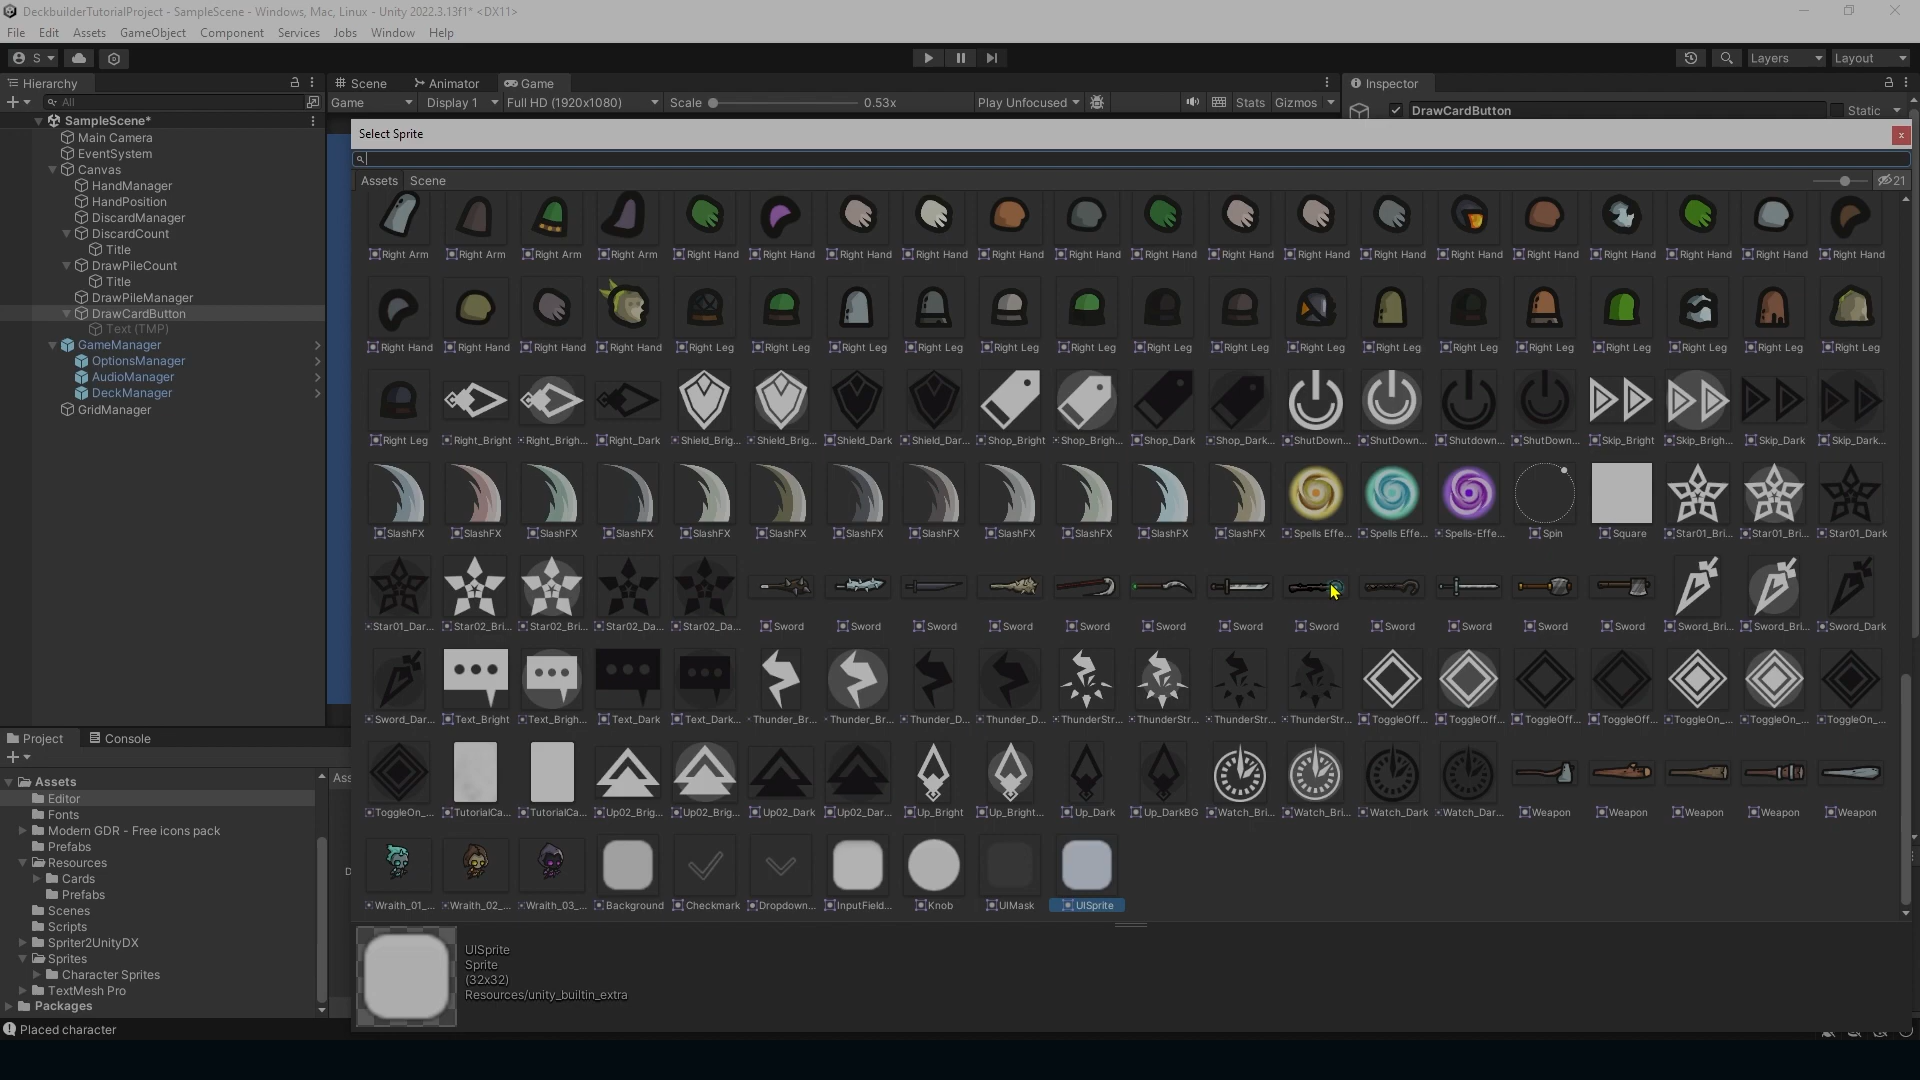 DeckbuilderTutorialProject - SampleScene - Windows, Mac, Linux - Unity 2022.3.13f1* <DX11>
File Edit Assets GameObject Component Services Jobs Window Help
S Layers Layout
Hierarchy Scene Animator Game Inspector
All Game Display 1 Full HD (1920x1080) Scale 0.53x Play Unfocused Stats Gizmos DrawCardButton Static
SampleScene*
Main Camera
EventSystem
Canvas
HandManager
HandPosition
DiscardManager
DiscardCount
Title
DrawPileCount
Title
DrawPileManager
DrawCardButton
Text (TMP)
GameManager
OptionsManager
AudioManager
DeckManager
GridManager
Select Sprite
Assets Scene 21
Right Arm Right Arm Right Arm Right Arm Right Hand Right Hand Right Hand Right Hand Right Hand Right Hand Right Hand Right Hand Right Hand Right Hand Right Hand Right Hand Right Hand Right Hand Right Hand Right Hand
Right Hand Right Hand Right Hand Right Hand Right Leg Right Leg Right Leg Right Leg Right Leg Right Leg Right Leg Right Leg Right Leg Right Leg Right Leg Right Leg Right Leg Right Leg Right Leg Right Leg
Right Leg Right_Bright Right_Brigh... Right_Dark Shield_Brig... Shield_Brig... Shield_Dark Shield_Dar... Shop_Bright Shop_Brigh... Shop_Dark Shop_Dark... ShutDown... ShutDown... Shutdown... ShutDown... Skip_Bright Skip_Brigh... Skip_Dark Skip_Dark...
SlashFX SlashFX SlashFX SlashFX SlashFX SlashFX SlashFX SlashFX SlashFX SlashFX SlashFX SlashFX Spells Effe... Spells Effe... Spells-Effe... Spin Square Star01_Bri... Star01_Bri... Star01_Dark
Star01_Dar... Star02_Bri... Star02_Bri... Star02_Da... Star02_Da... Sword Sword Sword Sword Sword Sword Sword Sword Sword Sword Sword Sword Sword_Bri... Sword_Bri... Sword_Dark
Sword_Dar... Text_Bright Text_Brigh... Text_Dark Text_Dark... Thunder_Br... Thunder_Br... Thunder_D... Thunder_D... ThunderStr... ThunderStr... ThunderStr... ThunderStr... ToggleOff... ToggleOff... ToggleOff... ToggleOff... ToggleOn_... ToggleOn_... ToggleOn_...
ToggleOn_... TutorialCa... TutorialCa... Up02_Brig... Up02_Brig... Up02_Dark Up02_Dar... Up_Bright Up_Bright... Up_Dark Up_DarkBG Watch_Bri... Watch_Bri... Watch_Dark Watch_Dar... Weapon Weapon Weapon Weapon Weapon
Wraith_01_... Wraith_02_... Wraith_03_... Background Checkmark Dropdown... InputField... Knob UIMask UISprite
UISprite
Sprite
(32x32)
Resources/unity_builtin_extra
Project Console
Assets
Editor
Fonts
Modern GDR - Free icons pack
Prefabs
Resources
Cards
Prefabs
Scenes
Scripts
Spriter2UnityDX
Sprites
Character Sprites
TextMesh Pro
Packages
Ass
D
Placed character